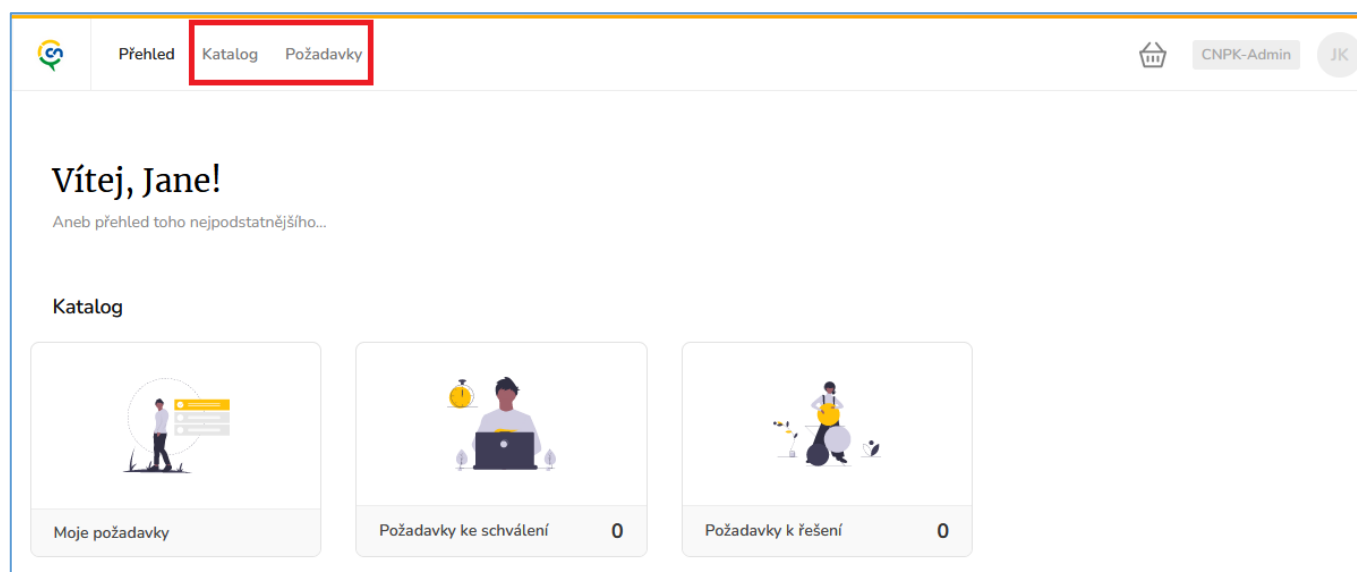 Přehled Katalog Požadavky CNPK-Admin JK
Vítej, Jane!
Aneb přehled toho nejpodstatnějšího...
Katalog
Moje požadavky
Požadavky ke schválení 0
Požadavky k řešení 0